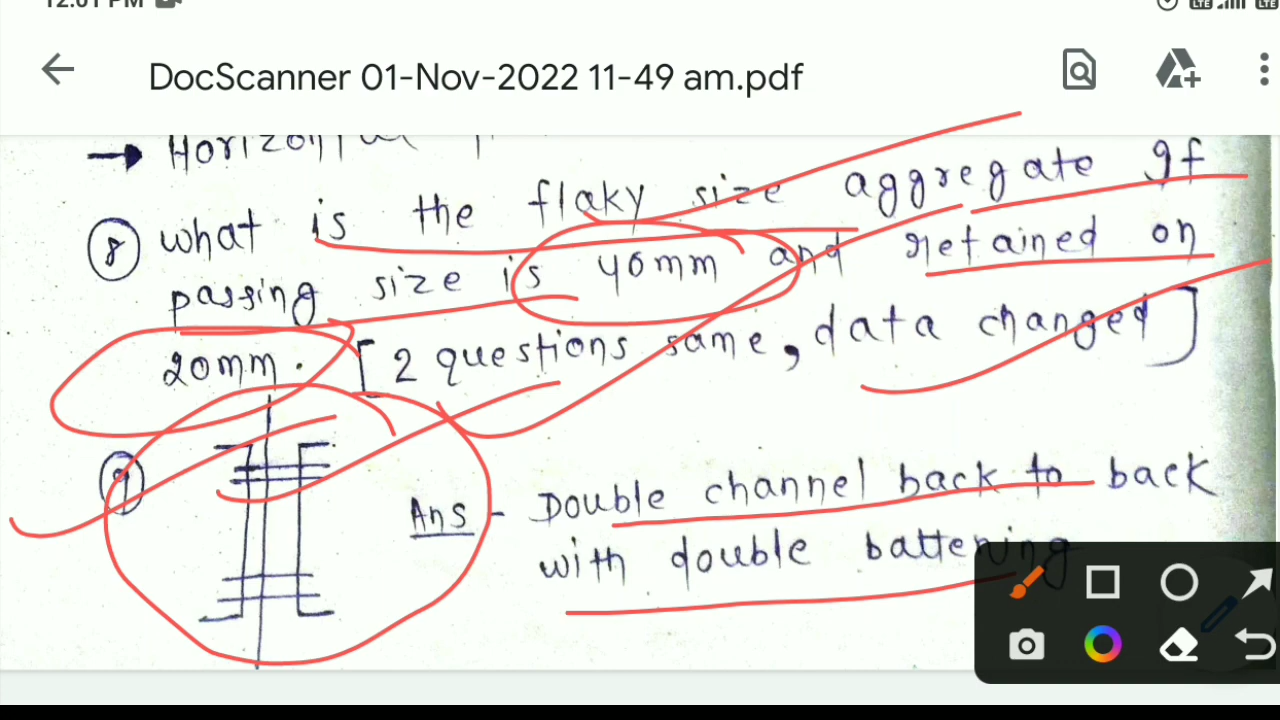 12:01 PM
DocScanner 01-Nov-2022 11-49 am.pdf
→ Horizontal
⑧ what is the flaky size aggregate If
passing size is 40mm and retained on
20mm. [2 questions same, data changed]
⑨
Ans - Double channel back to back
with double battening